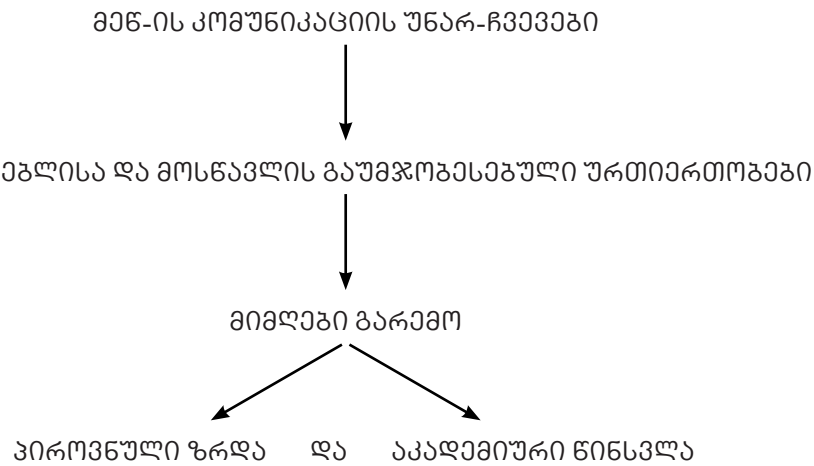 მეწ-ის კომუნიკაციის უნარ-ჩვევები
ებლისა და მოსწავლის გაუმჯობესებული ურთიერთობები
მიმღები გარემო
პიროვნული ზრდა და აკადემიური წინსვლა